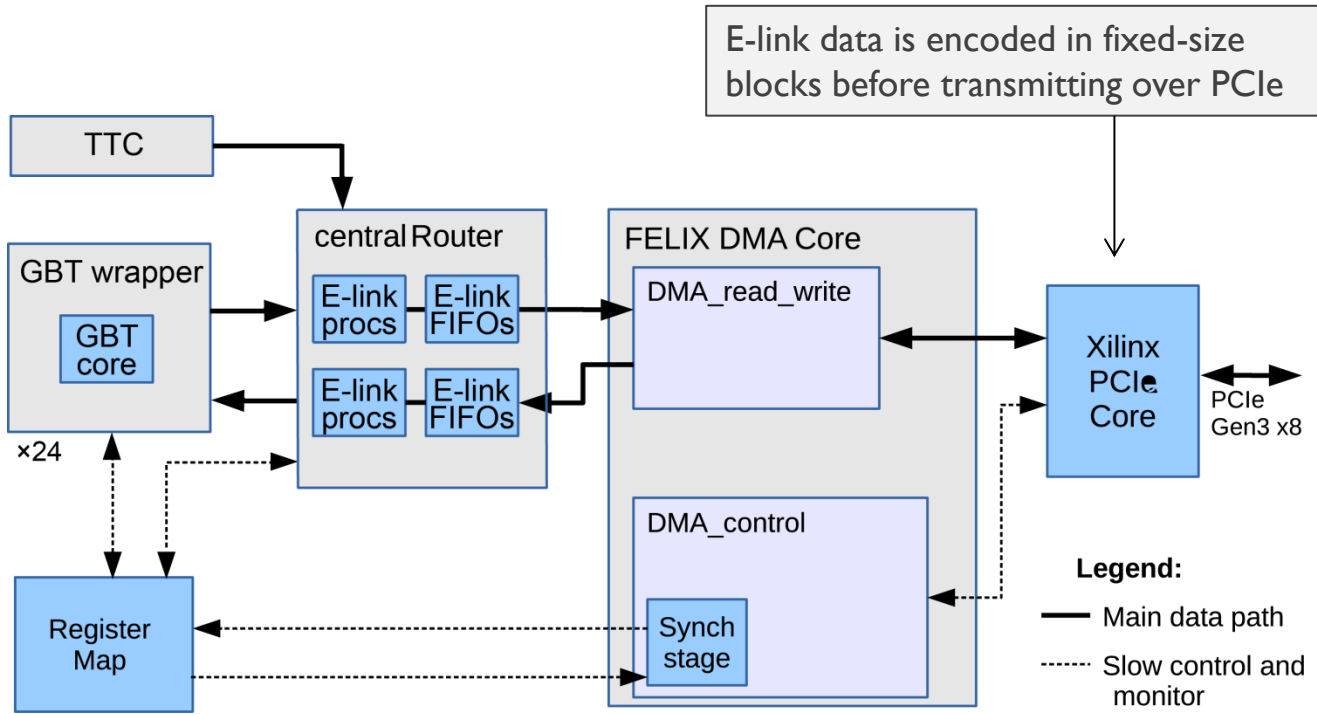 E-link data is encoded in fixed-size
blocks before transmitting over PCIe
TTC
central Router
FELIX DMA Core
GBT wrapper
GBT
core
E-link
procs
E-link
FIFOs
E-link
procs
E-link
FIFOs
DMA_read_write
Xilinx
PCIe
Core
PCIe
Gen3 x8
×24
DMA_control
Register
Map
Synch
stage
Legend:
Main data path
Slow control and
monitor